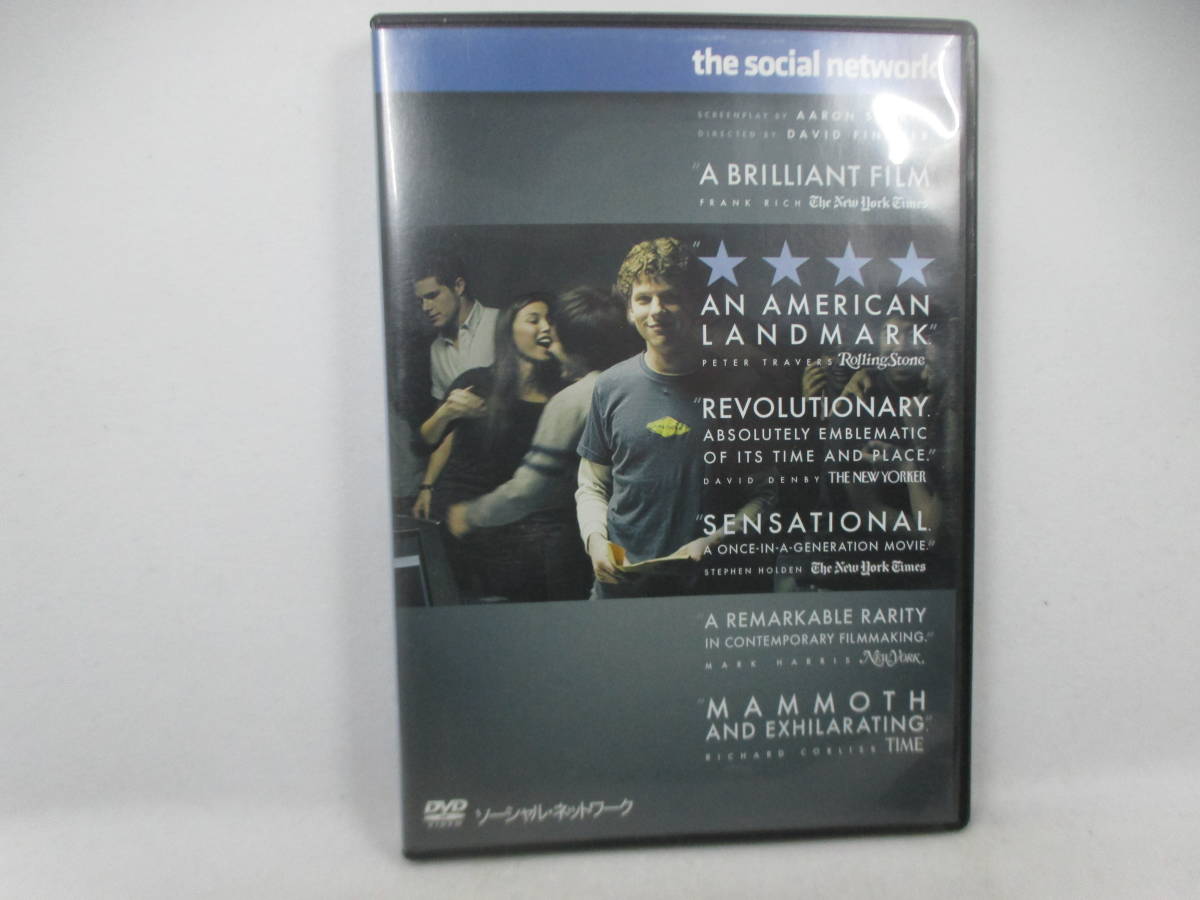 the social network
SCREENPLAY BY AARON
DIRECTED BY DAVID
"A BRILLIANT FILM"
FRANK RICH The New York Times
"★★★★
AN AMERICAN
LANDMARK."
PETER TRAVERS RollingStone
"REVOLUTIONARY.
ABSOLUTELY EMBLEMATIC
OF ITS TIME AND PLACE."
DAVID DENBY THE NEW YORKER
"SENSATIONAL.
A ONCE-IN-A-GENERATION MOVIE."
STEPHEN HOLDEN The New York Times
"A REMARKABLE RARITY
IN CONTEMPORARY FILMMAKING."
MARK HARRIS NEW YORK.
"MAMMOTH
AND EXHILARATING."
RICHARD CORLISS TIME
DVD VIDEO ソーシャル・ネットワーク